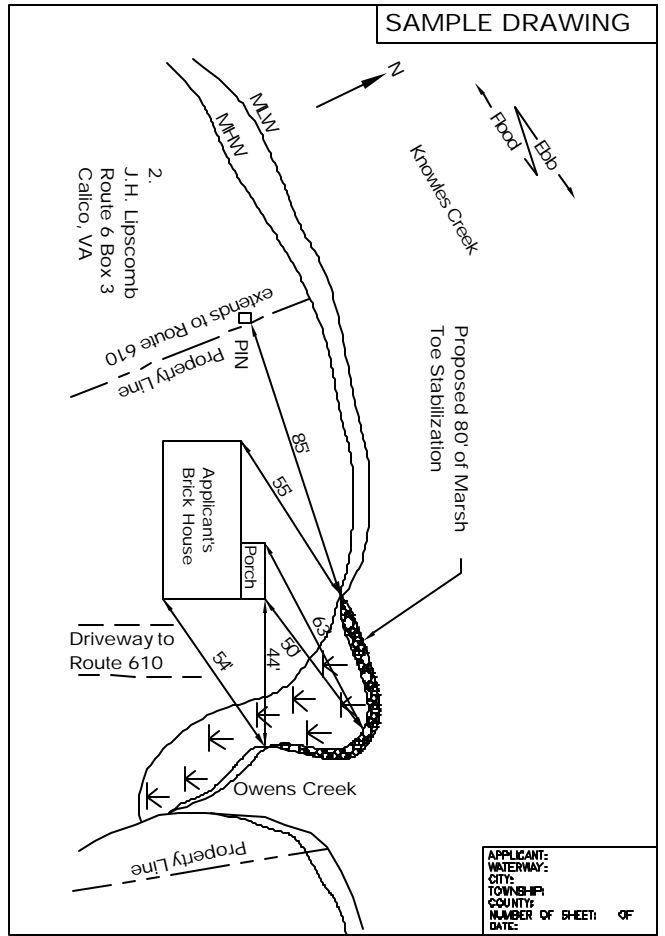 SAMPLE DRAWING
N
MLW
MHW
Flood
Ebb
Knowles Creek
2.
J.H. Lipscomb
Route 6 Box 3
Calico, VA
extends to Route 610
Property Line
PIN
Proposed 80' of Marsh
Toe Stabilization
85'
55'
Applicant's
Brick House
Porch
63'
50'
44'
54'
Driveway to
Route 610
Owens Creek
Property Line
APPLICANT:
WATERWAY:
CITY:
TOWNSHIP:
COUNTY:
NUMBER OF SHEET: OF
DATE: